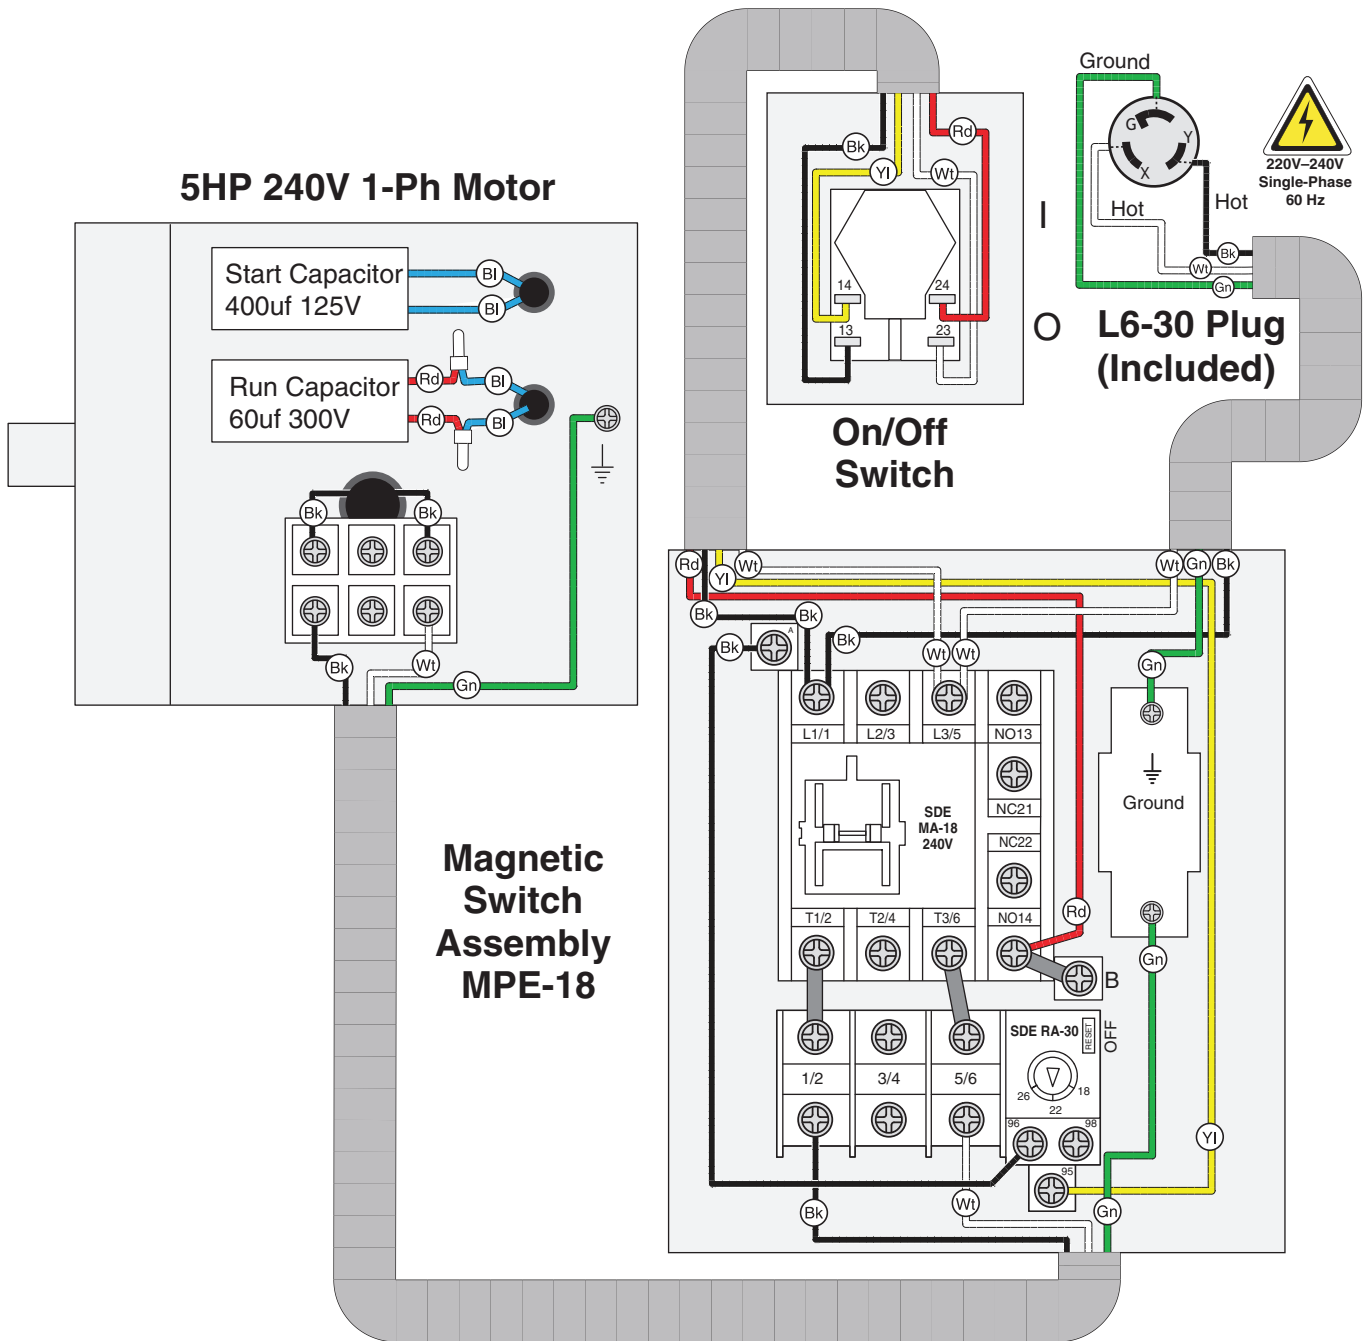 5HP 240V 1-Ph Motor
Start Capacitor
400uf 125V
Bl
Bl
Run Capacitor
60uf 300V
Rd
Bl
Rd
Bl
Bk
Bk
Bk
Wt
Gn
Bk
Yl
Wt
Rd
14
24
13
23
I
O
On/Off
Switch
Ground
G
Y
X
Hot
Hot
Bk
Wt
Gn
220V–240V
Single-Phase
60 Hz
L6-30 Plug
(Included)
Magnetic
Switch
Assembly
MPE-18
Rd
Yl
Wt
Wt
Gn
Bk
Bk
Bk
Bk
A
Bk
Wt
Wt
Gn
L1/1
L2/3
L3/5
NO13
NC21
SDE
MA-18
240V
NC22
T1/2
T2/4
T3/6
NO14
Rd
B
Ground
Gn
1/2
3/4
5/6
SDE RA-30
RESET
OFF
26
18
22
96
98
95
Yl
Bk
Wt
Gn